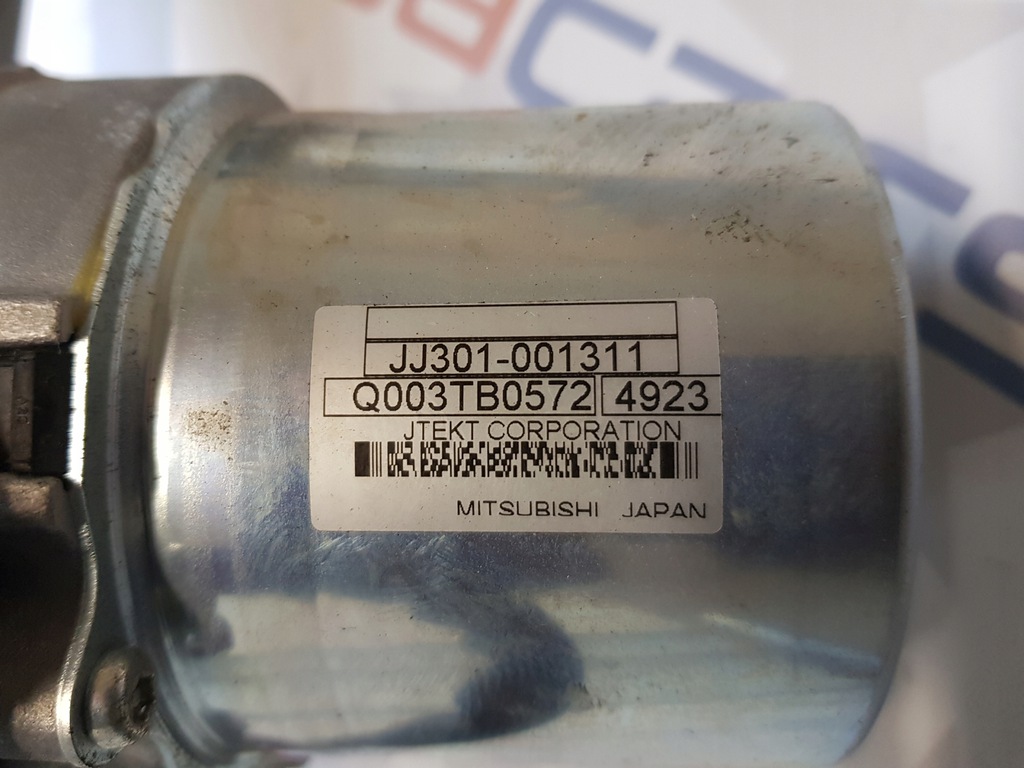 JJ301-001311
Q003TB0572 4923
JTEKT CORPORATION
MITSUBISHI JAPAN